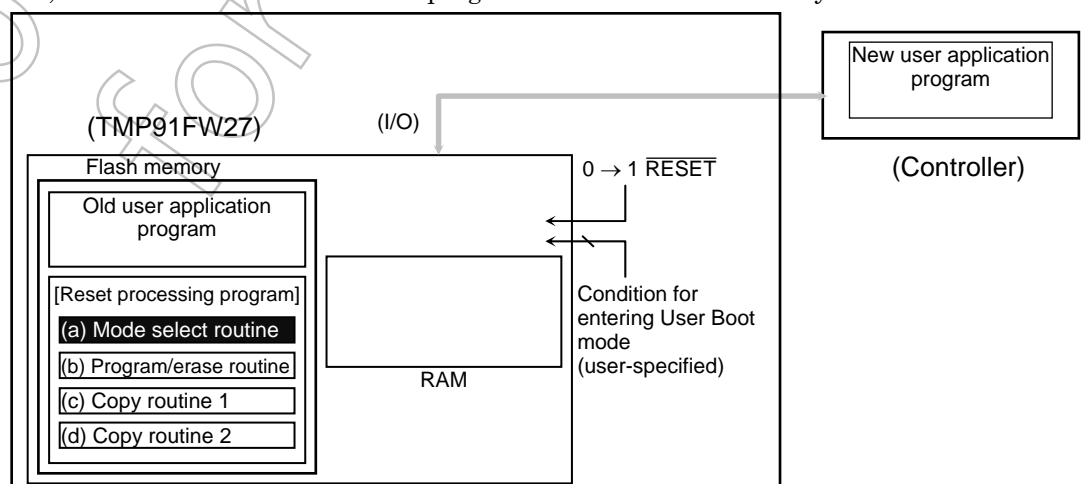 New user application
program
(TMP91FW27)
(I/O)
(Controller)
Flash memory
0 → 1 RESET
Old user application
program
[Reset processing program]
(a) Mode select routine
(b) Program/erase routine
(c) Copy routine 1
(d) Copy routine 2
RAM
Condition for
entering User Boot
mode
(user-specified)